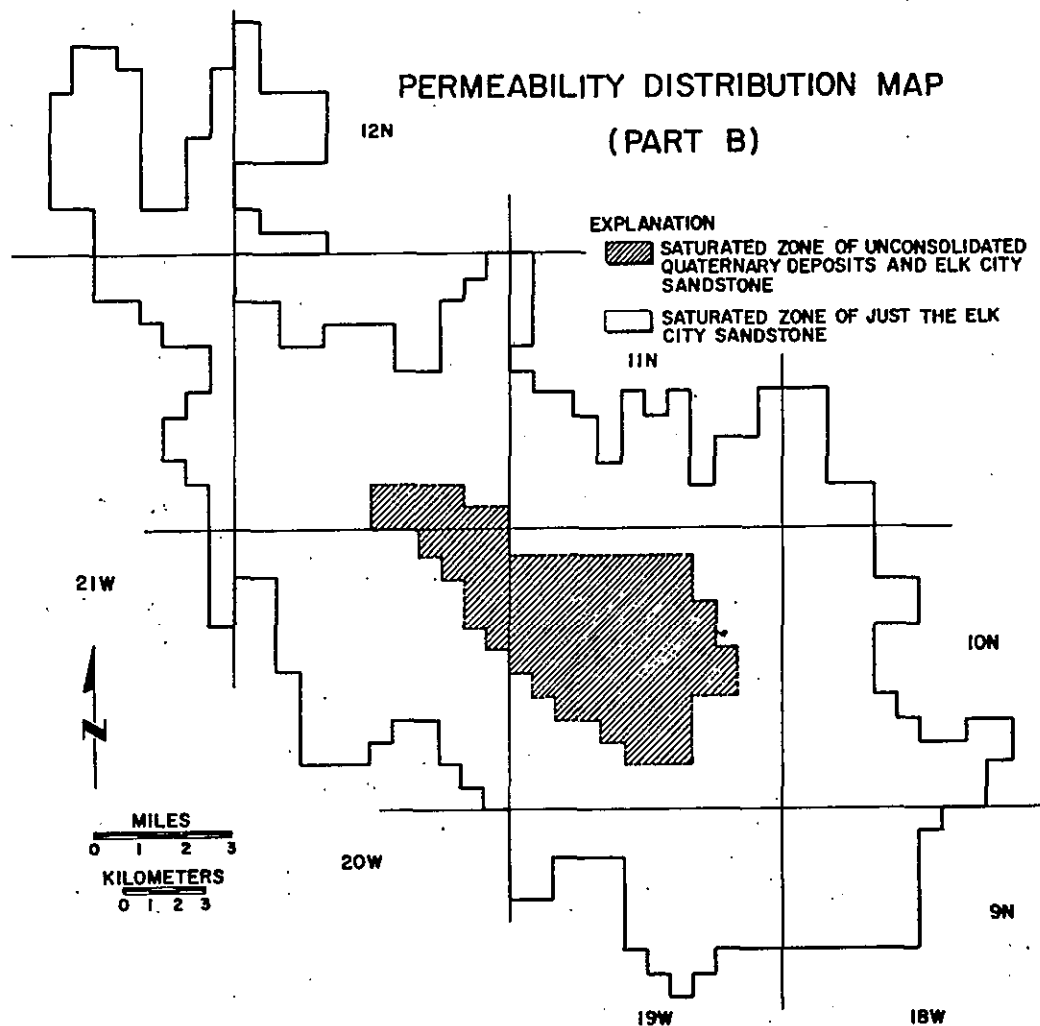 PERMEABILITY DISTRIBUTION MAP
(PART B)
12N
EXPLANATION
SATURATED ZONE OF UNCONSOLIDATED
QUATERNARY DEPOSITS AND ELK CITY
SANDSTONE
SATURATED ZONE OF JUST THE ELK
CITY SANDSTONE
11N
21W
10N
N
MILES
0 1 2 3
KILOMETERS
0 1 2 3
20W
9N
19W
18W